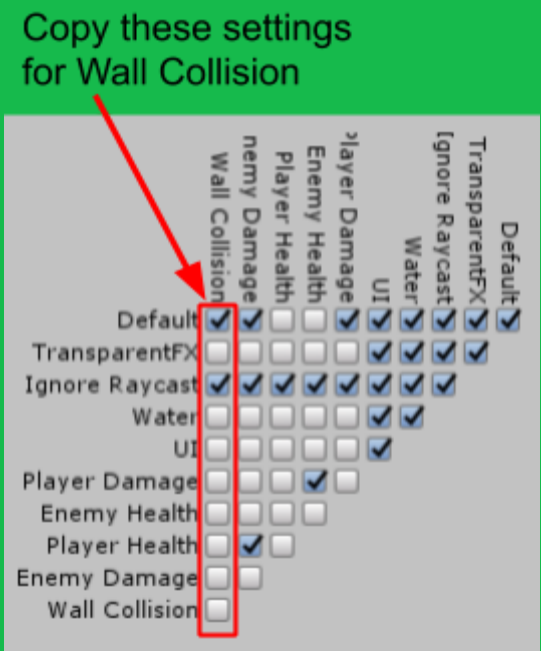 Copy these settings
for Wall Collision
Wall Collision
nemy Damage
Player Health
Enemy Health
Player Damage
UI
Water
Ignore Raycast
TransparentFX
Default
Default
TransparentFX
Ignore Raycast
Water
UI
Player Damage
Enemy Health
Player Health
Enemy Damage
Wall Collision